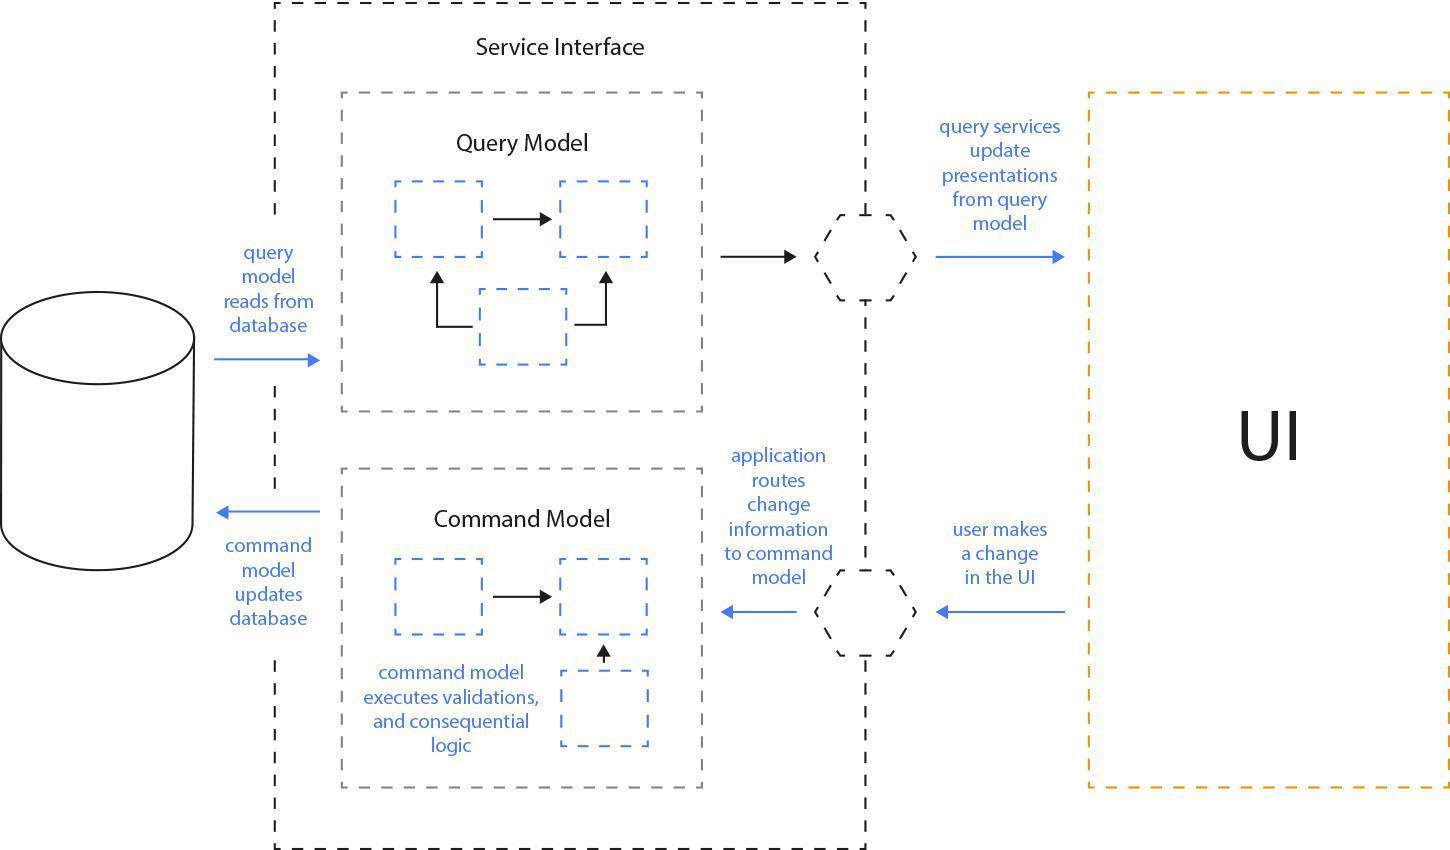 Service Interface
Query Model
query services
update
presentations
from query
model
query
model
reads from
database
UI
Command Model
application
routes
change
information
to command
model
user makes
a change
in the UI
command
model
updates
database
command model
executes validations,
and consequential
logic